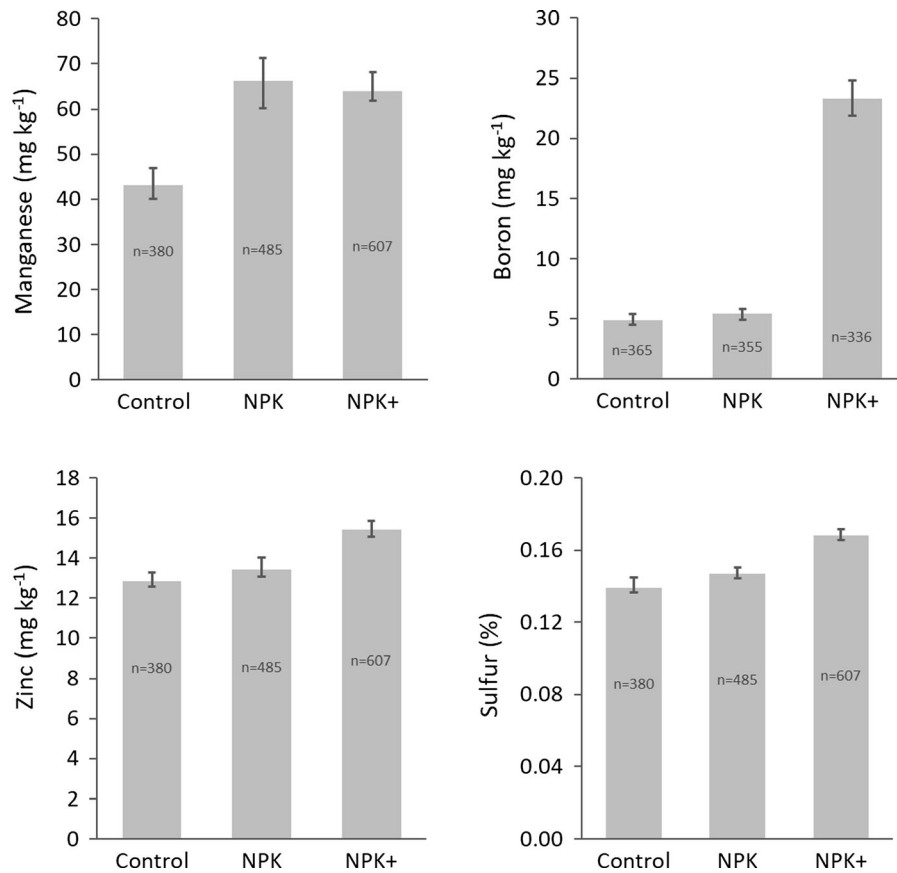 Manganese (mg kg⁻¹)
80
70
60
50
40
30
20
10
0
n=380
n=485
n=607
Control
NPK
NPK+
Boron (mg kg⁻¹)
30
25
20
15
10
5
0
n=365
n=355
n=336
Control
NPK
NPK+
Zinc (mg kg⁻¹)
18
16
14
12
10
8
6
4
2
0
n=380
n=485
n=607
Control
NPK
NPK+
Sulfur (%)
0.20
0.16
0.12
0.08
0.04
0.00
n=380
n=485
n=607
Control
NPK
NPK+